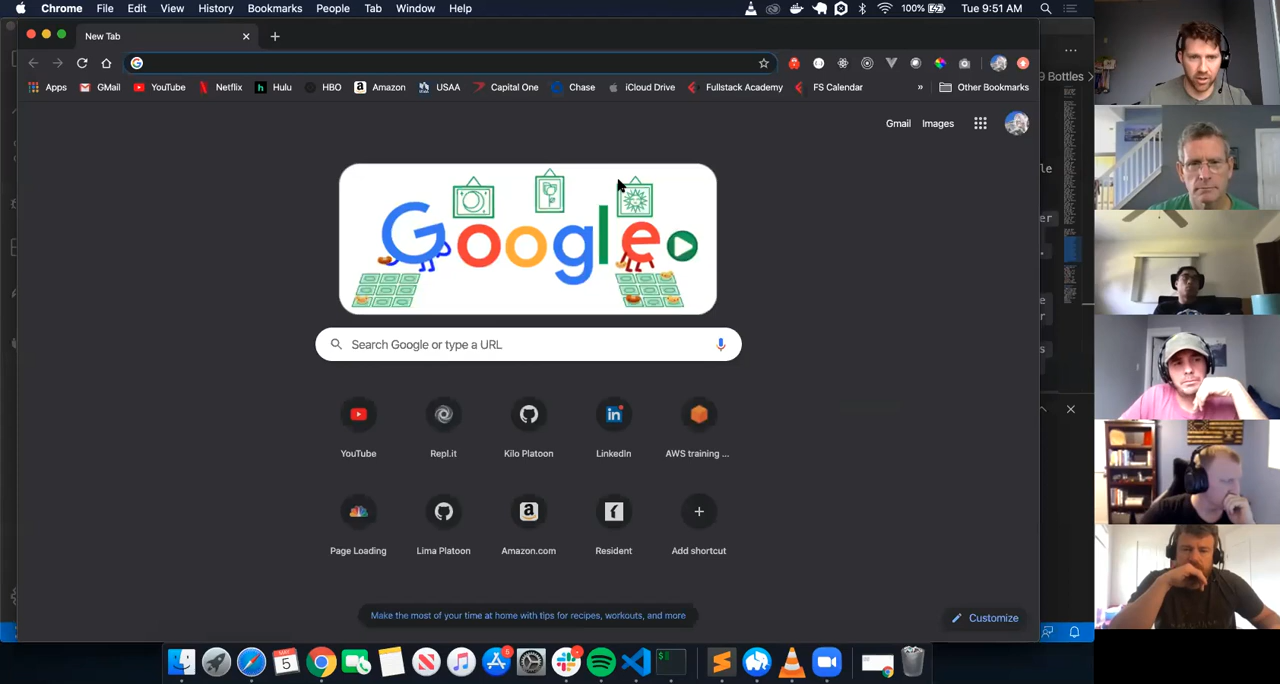 Chrome File Edit View History Bookmarks People Tab Window Help 100% Tue 9:51 AM
New Tab
Apps GMail YouTube Netflix Hulu HBO Amazon USAA Capital One Chase iCloud Drive Fullstack Academy FS Calendar » Other Bookmarks
9 Bottles
Gmail Images
Google
Search Google or type a URL
YouTube Repl.it Kilo Platoon LinkedIn AWS training ...
Page Loading Lima Platoon Amazon.com Resident Add shortcut
Make the most of your time at home with tips for recipes, workouts, and more
Customize
MAY
5
6